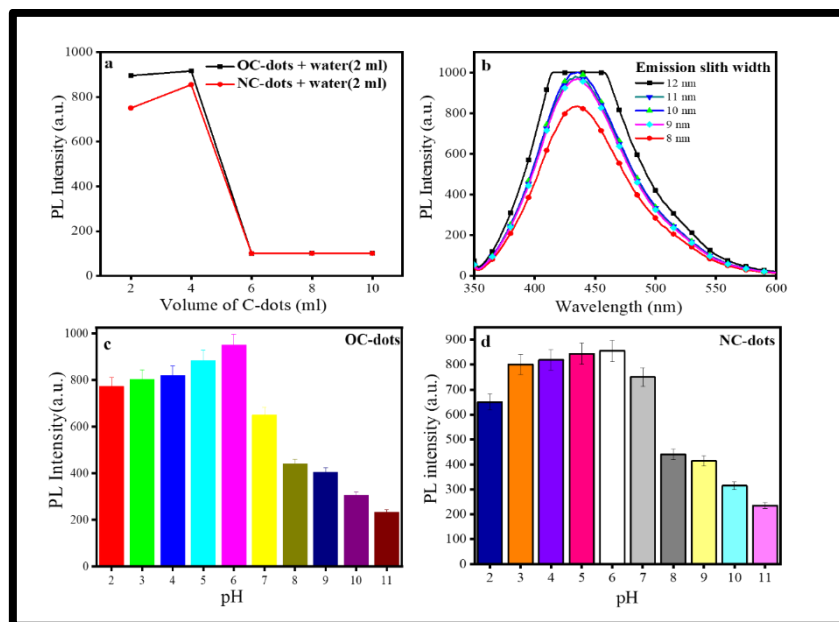 a
OC-dots + water(2 ml)
NC-dots + water(2 ml)
PL Intensity (a.u.)
1000
800
600
400
200
0
2 4 6 8 10
Volume of C-dots (ml)
b
Emission slith width
12 nm
11 nm
10 nm
9 nm
8 nm
PL Intensity (a.u.)
1000
800
600
400
200
0
350 400 450 500 550 600
Wavelength (nm)
c
OC-dots
PL Intensity(a.u.)
1000
800
600
400
200
0
2 3 4 5 6 7 8 9 10 11
pH
d
NC-dots
PL intensity (a.u.)
900
800
700
600
500
400
300
200
100
0
2 3 4 5 6 7 8 9 10 11
pH